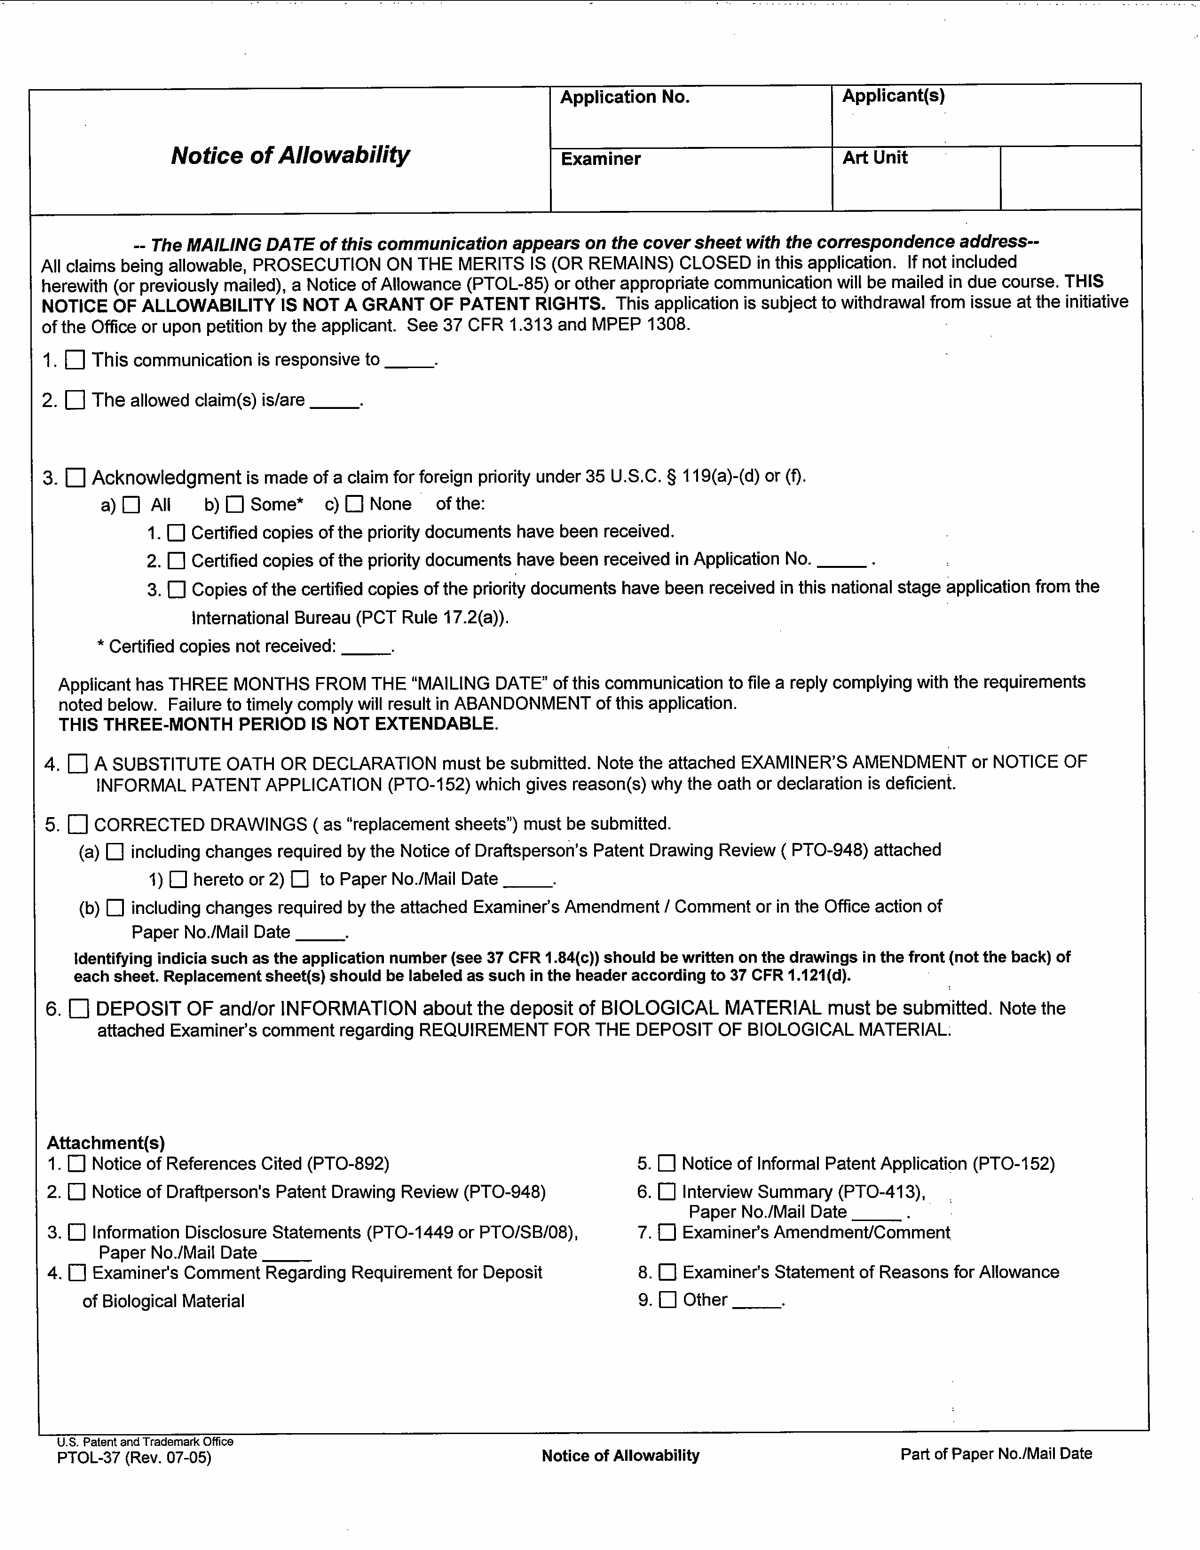 Notice of Allowability
Application No.
Applicant(s)
Examiner
Art Unit
-- The MAILING DATE of this communication appears on the cover sheet with the correspondence address--
All claims being allowable, PROSECUTION ON THE MERITS IS (OR REMAINS) CLOSED in this application. If not included
herewith (or previously mailed), a Notice of Allowance (PTOL-85) or other appropriate communication will be mailed in due course. THIS
NOTICE OF ALLOWABILITY IS NOT A GRANT OF PATENT RIGHTS. This application is subject to withdrawal from issue at the initiative
of the Office or upon petition by the applicant. See 37 CFR 1.313 and MPEP 1308.
1. ☐ This communication is responsive to _____.
2. ☐ The allowed claim(s) is/are _____.
3. ☐ Acknowledgment is made of a claim for foreign priority under 35 U.S.C. § 119(a)-(d) or (f).
a) ☐ All b) ☐ Some* c) ☐ None of the:
1. ☐ Certified copies of the priority documents have been received.
2. ☐ Certified copies of the priority documents have been received in Application No. _____ .
3. ☐ Copies of the certified copies of the priority documents have been received in this national stage application from the
International Bureau (PCT Rule 17.2(a)).
* Certified copies not received: _____.
Applicant has THREE MONTHS FROM THE “MAILING DATE” of this communication to file a reply complying with the requirements
noted below. Failure to timely comply will result in ABANDONMENT of this application.
THIS THREE-MONTH PERIOD IS NOT EXTENDABLE.
4. ☐ A SUBSTITUTE OATH OR DECLARATION must be submitted. Note the attached EXAMINER’S AMENDMENT or NOTICE OF
INFORMAL PATENT APPLICATION (PTO-152) which gives reason(s) why the oath or declaration is deficient.
5. ☐ CORRECTED DRAWINGS ( as “replacement sheets”) must be submitted.
(a) ☐ including changes required by the Notice of Draftsperson’s Patent Drawing Review ( PTO-948) attached
1) ☐ hereto or 2) ☐ to Paper No./Mail Date _____.
(b) ☐ including changes required by the attached Examiner’s Amendment / Comment or in the Office action of
Paper No./Mail Date _____.
Identifying indicia such as the application number (see 37 CFR 1.84(c)) should be written on the drawings in the front (not the back) of
each sheet. Replacement sheet(s) should be labeled as such in the header according to 37 CFR 1.121(d).
6. ☐ DEPOSIT OF and/or INFORMATION about the deposit of BIOLOGICAL MATERIAL must be submitted. Note the
attached Examiner’s comment regarding REQUIREMENT FOR THE DEPOSIT OF BIOLOGICAL MATERIAL.
Attachment(s)
1. ☐ Notice of References Cited (PTO-892)
2. ☐ Notice of Draftperson's Patent Drawing Review (PTO-948)
3. ☐ Information Disclosure Statements (PTO-1449 or PTO/SB/08),
Paper No./Mail Date _____
4. ☐ Examiner's Comment Regarding Requirement for Deposit
of Biological Material
5. ☐ Notice of Informal Patent Application (PTO-152)
6. ☐ Interview Summary (PTO-413),
Paper No./Mail Date _____ .
7. ☐ Examiner's Amendment/Comment
8. ☐ Examiner's Statement of Reasons for Allowance
9. ☐ Other _____.
U.S. Patent and Trademark Office
PTOL-37 (Rev. 07-05)
Notice of Allowability
Part of Paper No./Mail Date